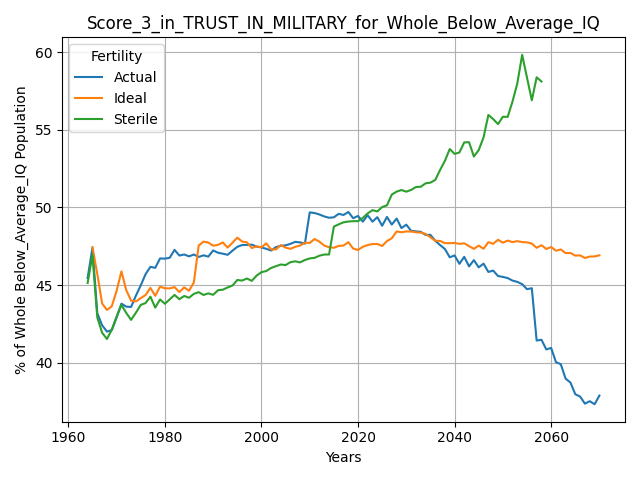 Score_3_in_TRUST_IN_MILITARY_for_Whole_Below_Average_IQ
Fertility
Actual
Ideal
Sterile
% of Whole Below_Average_IQ Population
60
55
50
45
40
1960
1980
2000
2020
2040
2060
Years